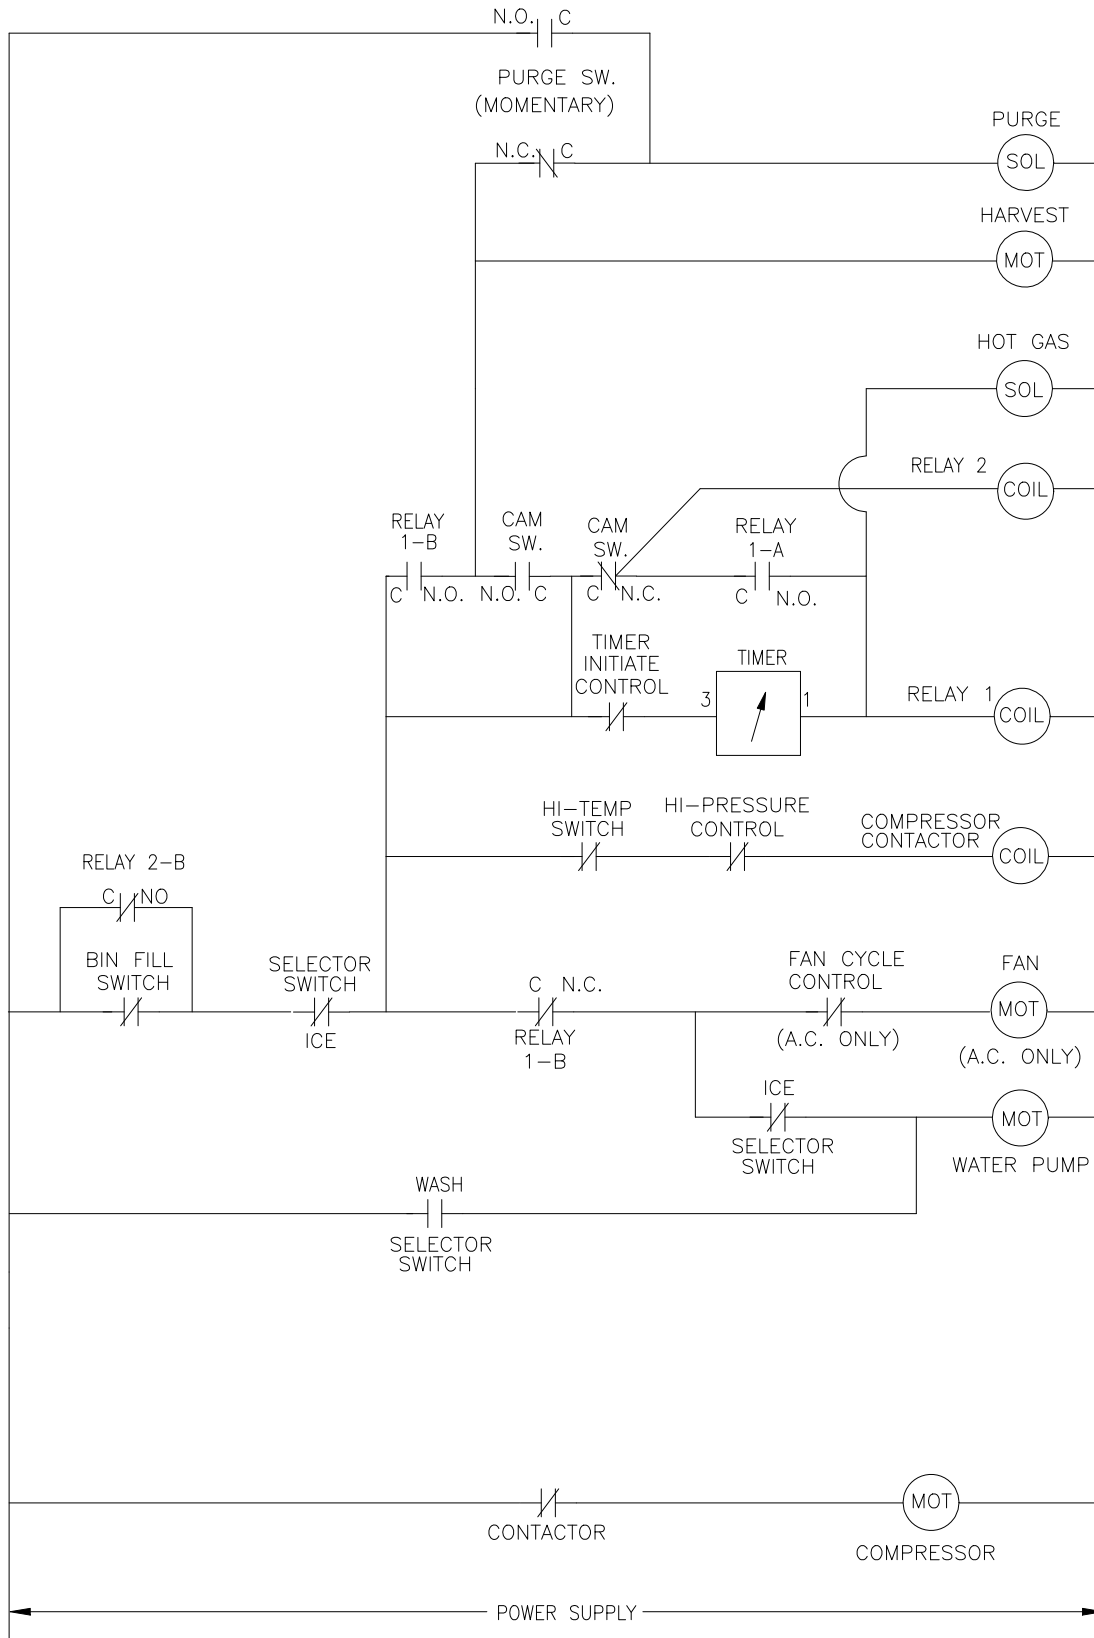 N.O. C
PURGE SW.
(MOMENTARY)
PURGE
N.C. C
SOL
HARVEST
MOT
HOT GAS
SOL
RELAY 2
COIL
RELAY
1-B
CAM
SW.
CAM
SW.
RELAY
1-A
C N.O.
N.O. C
C N.C.
C N.O.
TIMER
INITIATE
CONTROL
TIMER
3
1
RELAY 1
COIL
HI-TEMP
SWITCH
HI-PRESSURE
CONTROL
COMPRESSOR
CONTACTOR
COIL
RELAY 2-B
C NO
BIN FILL
SWITCH
SELECTOR
SWITCH
ICE
C N.C.
RELAY
1-B
FAN CYCLE
CONTROL
(A.C. ONLY)
FAN
MOT
(A.C. ONLY)
ICE
SELECTOR
SWITCH
MOT
WATER PUMP
WASH
SELECTOR
SWITCH
CONTACTOR
MOT
COMPRESSOR
POWER SUPPLY